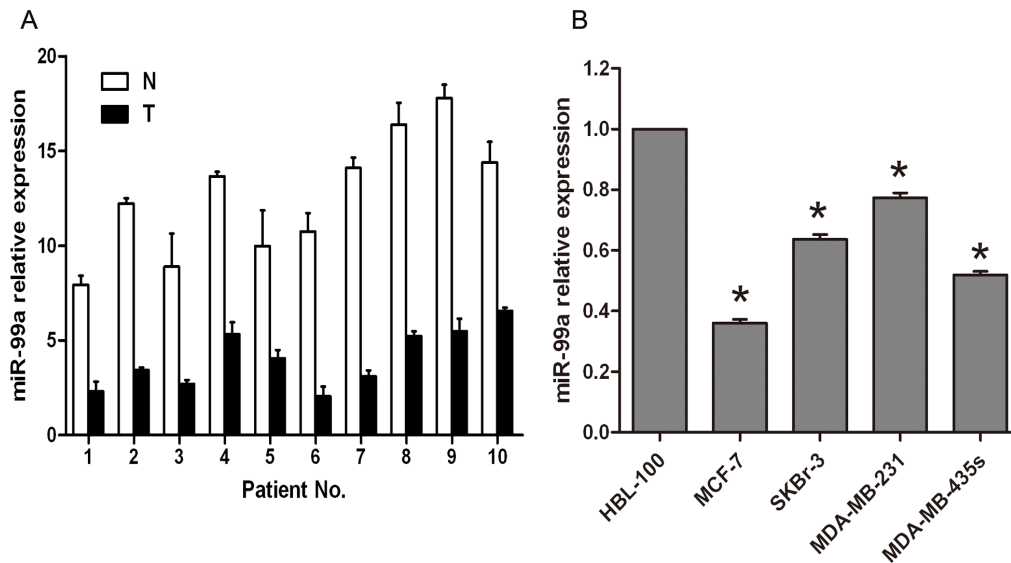 A
miR-99a relative expression
20
15
10
5
0
N
T
1 2 3 4 5 6 7 8 9 10
Patient No.
B
miR-99a relative expression
1.2
1.0
0.8
0.6
0.4
0.2
0.0
*
*
*
*
HBL-100
MCF-7
SKBr-3
MDA-MB-231
MDA-MB-435s